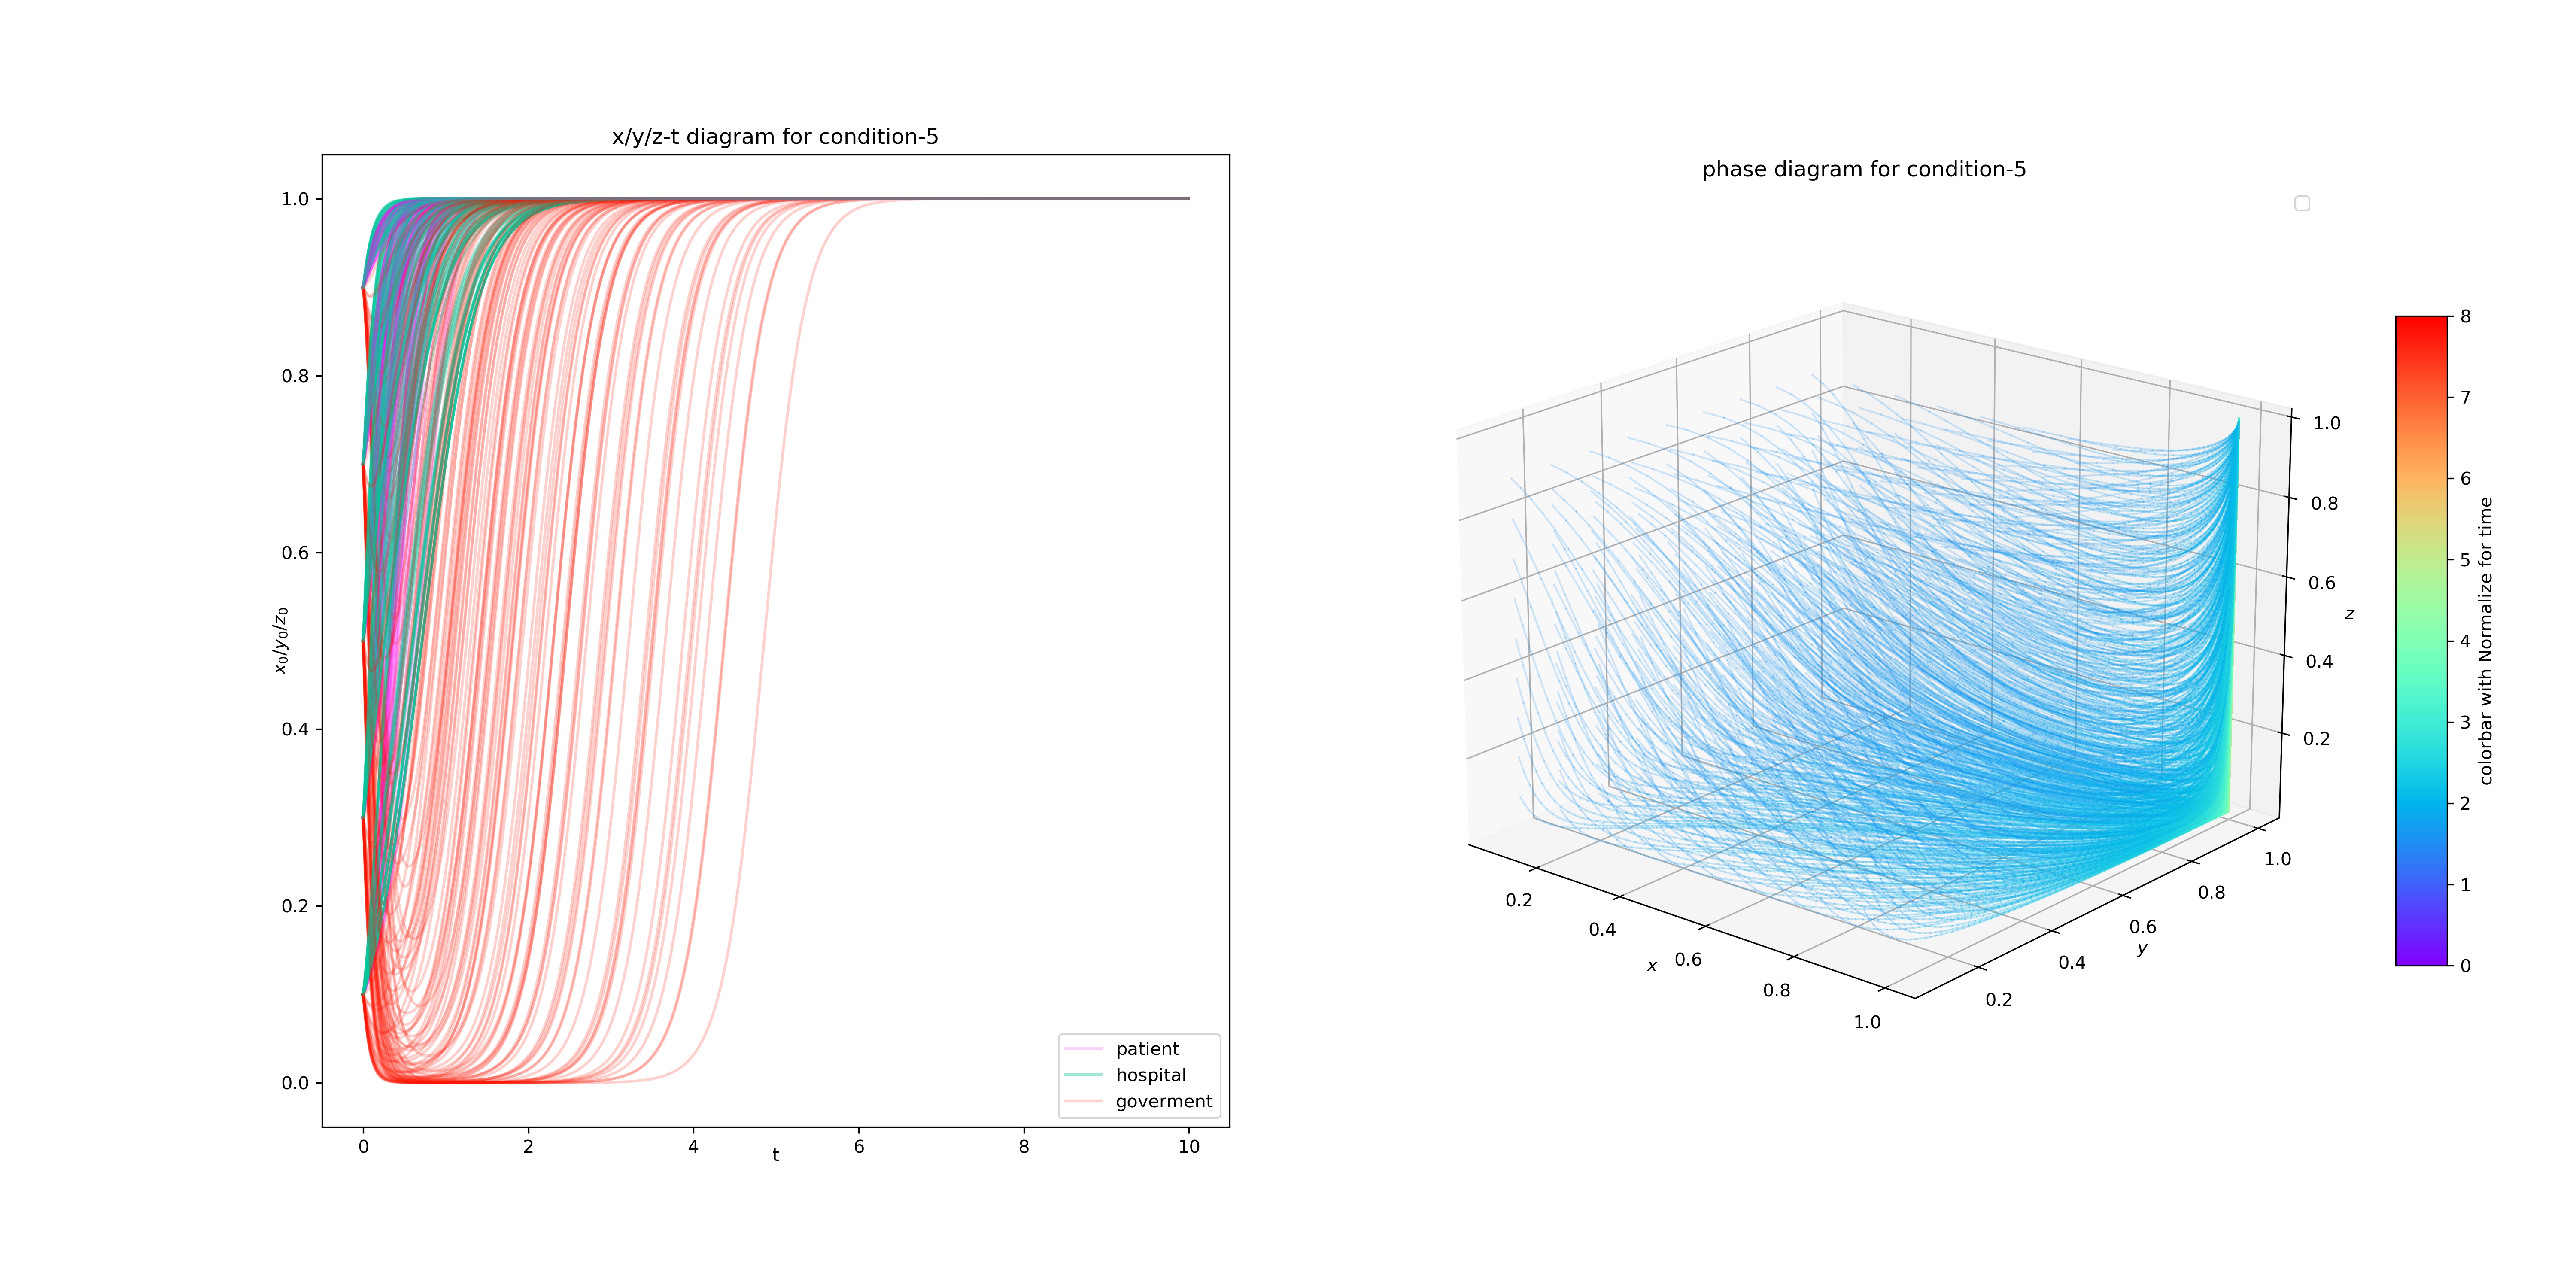 x/y/z-t diagram for condition-5
1.0
0.8
0.6
0.4
0.2
0.0
x₀/y₀/z₀
0 2 4 6 8 10
t
patient
hospital
goverment
phase diagram for condition-5
1.0
0.8
0.6
0.4
0.2
z
0.2
0.4
0.6
0.8
1.0
x
0.2
0.4
0.6
0.8
1.0
y
8
7
6
5
4
3
2
1
0
colorbar with Normalize for time